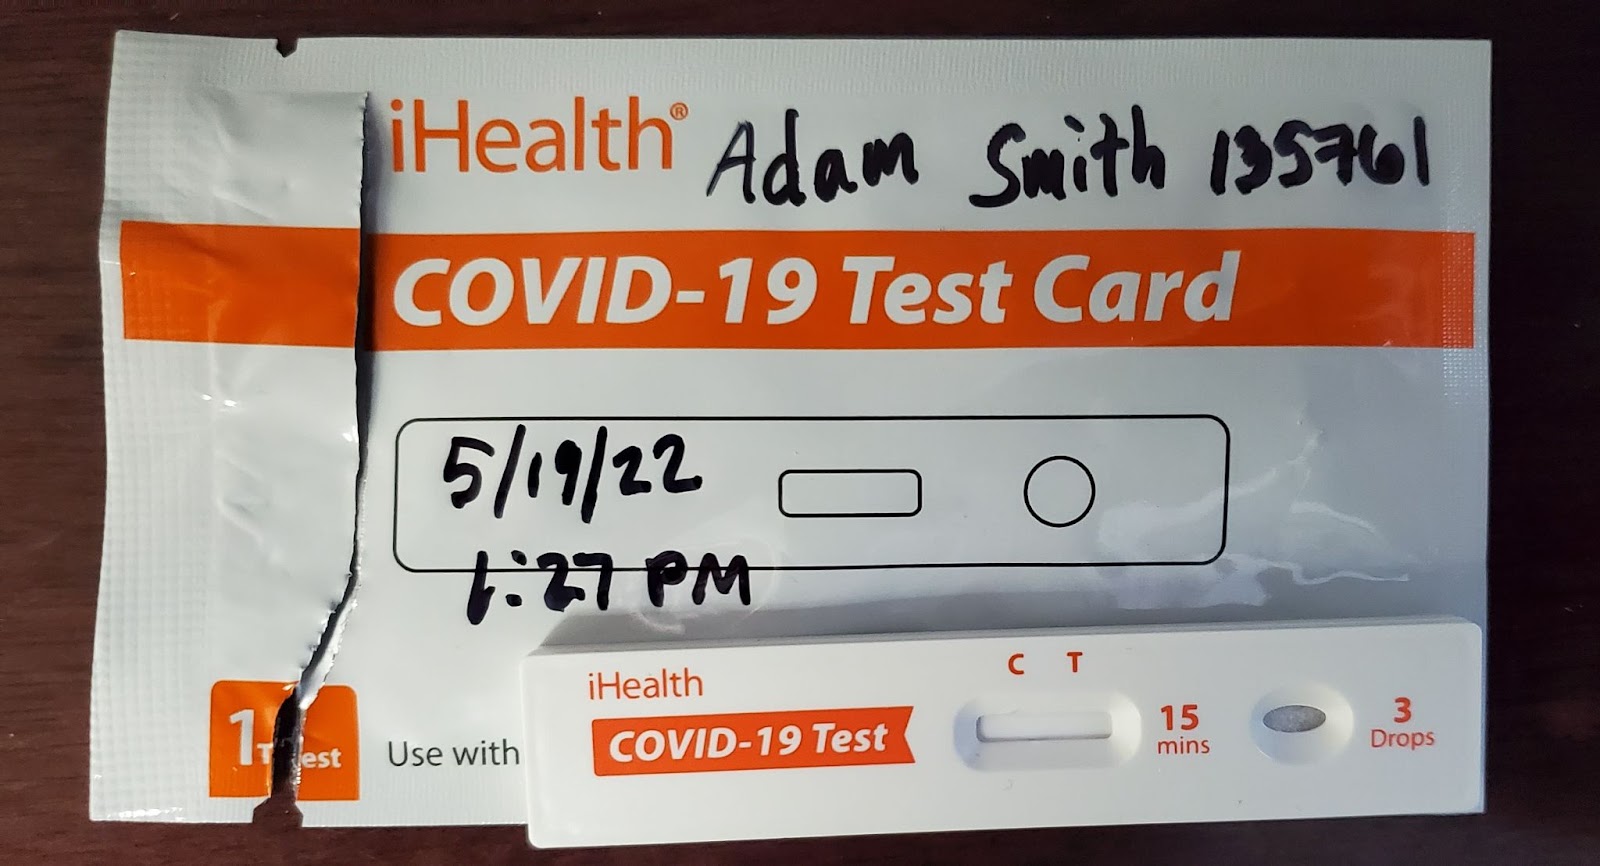 iHealth® Adam Smith 135761
COVID-19 Test Card
5/19/22
1:27 PM
1 Test
Use with
iHealth
COVID-19 Test
C T
15
mins
3
Drops